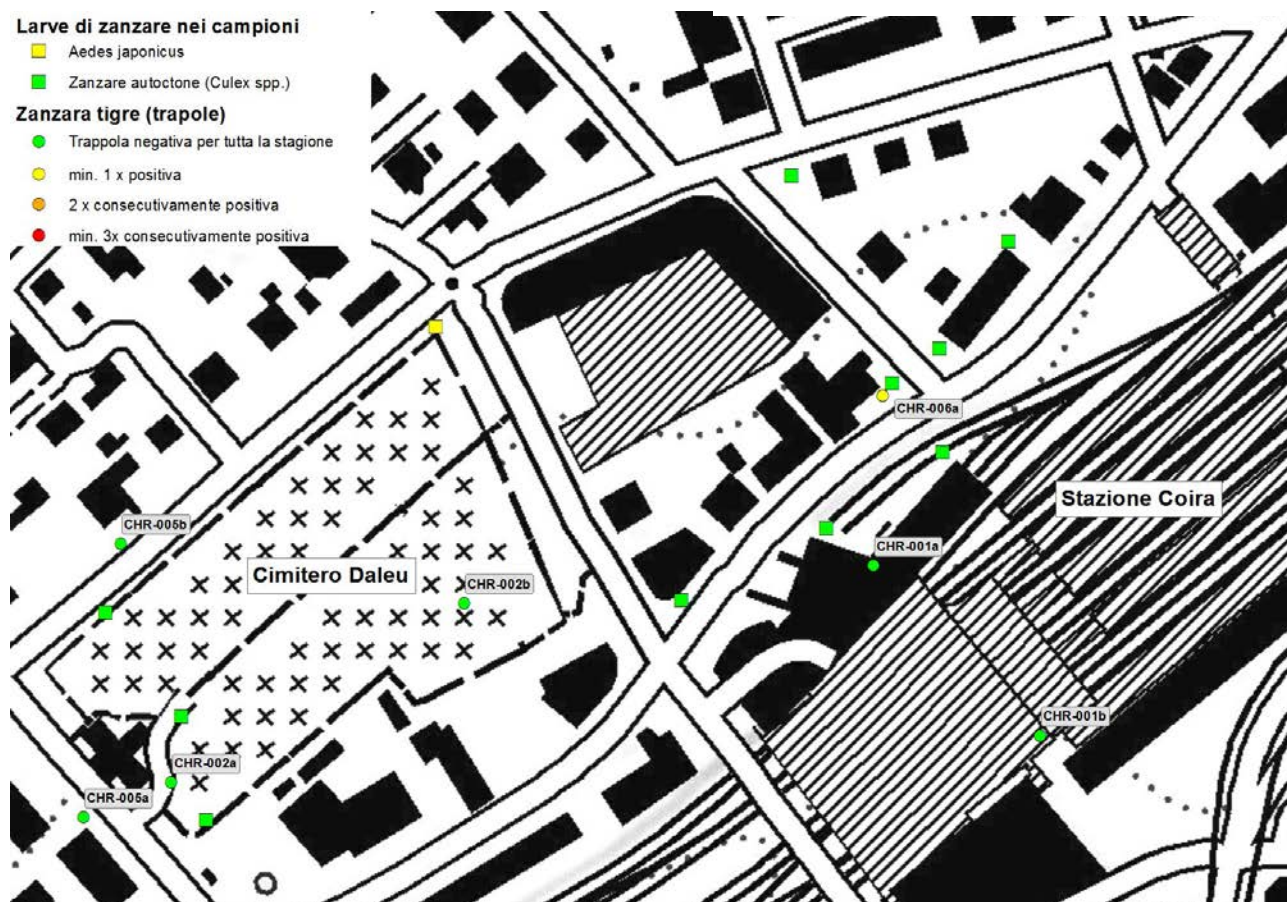 Larve di zanzare nei campioni
Aedes japonicus
Zanzare autoctone (Culex spp.)
Zanzara tigre (trapole)
Trappola negativa per tutta la stagione
min. 1 x positiva
2 x consecutivamente positiva
min. 3x consecutivamente positiva
CHR-006a
Stazione Coira
CHR-005b
CHR-001a
Cimitero Daleu
CHR-002b
CHR-001b
CHR-002a
CHR-005a